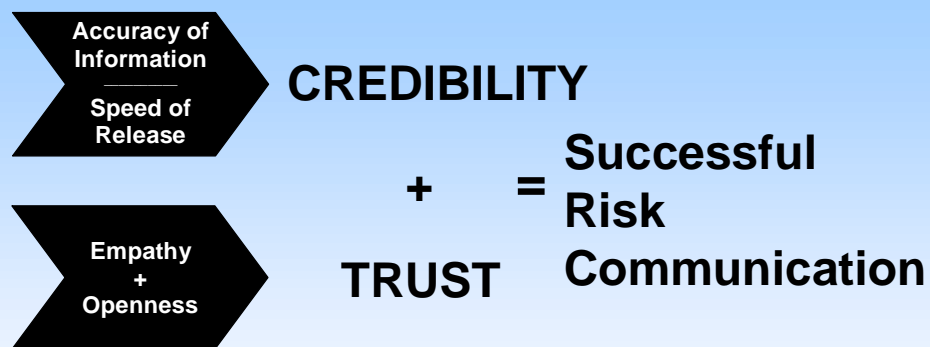 Accuracy of
Information
Speed of
Release
CREDIBILITY
+
=
Successful
Risk
Communication
Empathy
+
Openness
TRUST